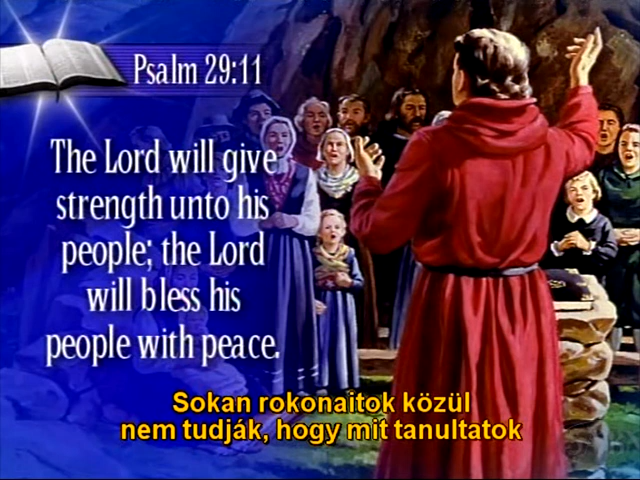 Psalm 29:11
The Lord will give
strength unto his
people; the Lord
will bless his
people with peace.
Sokan rokonaitok közül
nem tudják, hogy mit tanultatok